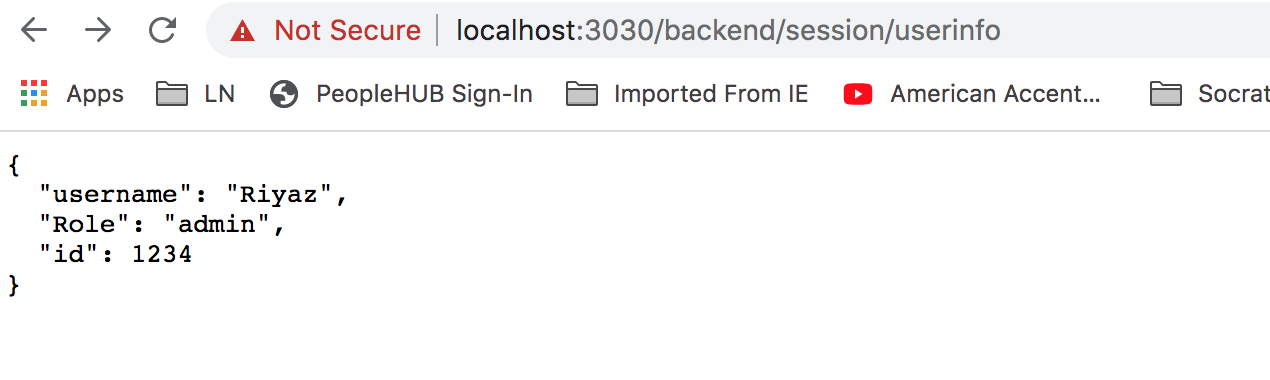 Not Secure localhost:3030/backend/session/userinfo
Apps LN PeopleHUB Sign-In Imported From IE American Accent... Socrat
{
  "username": "Riyaz",
  "Role": "admin",
  "id": 1234
}